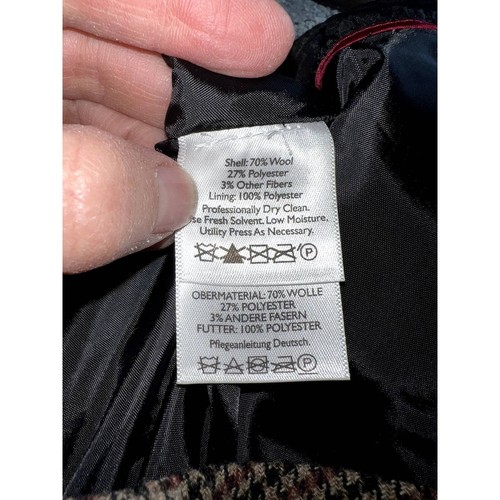 Shell: 70% Wool
27% Polyester
3% Other Fibers
Lining: 100% Polyester
Professionally Dry Clean.
Fresh Solvent. Low Moisture.
Utility Press As Necessary.
P
OBERMATERIAL: 70% WOLLE
27% POLYESTER
3% ANDERE FASERN
FUTTER: 100% POLYESTER
Pflegeanleitung Deutsch.
P